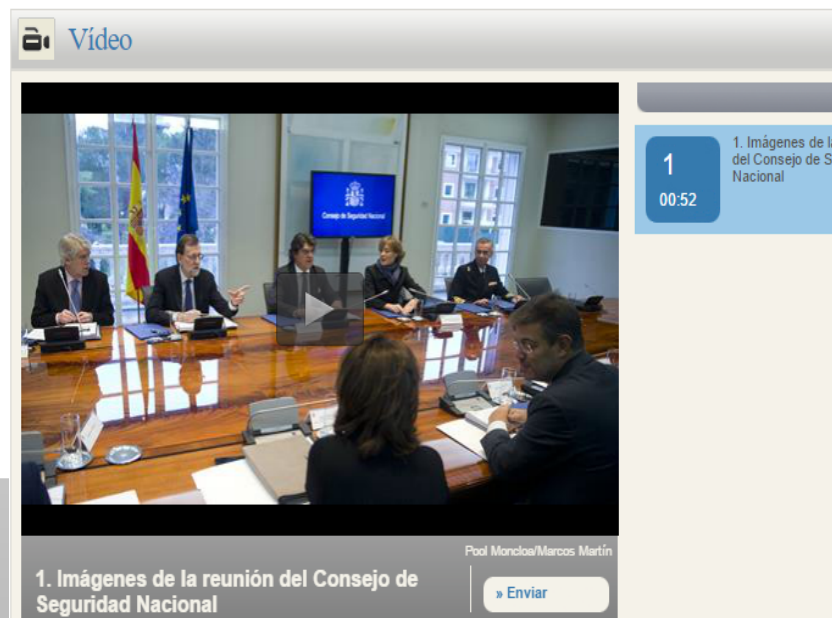 Vídeo
Consejo de Seguridad Nacional
1
00:52
1. Imágenes de
del Consejo de S
Nacional
Pool Moncloa/Marcos Martín
1. Imágenes de la reunión del Consejo de
Seguridad Nacional
» Enviar